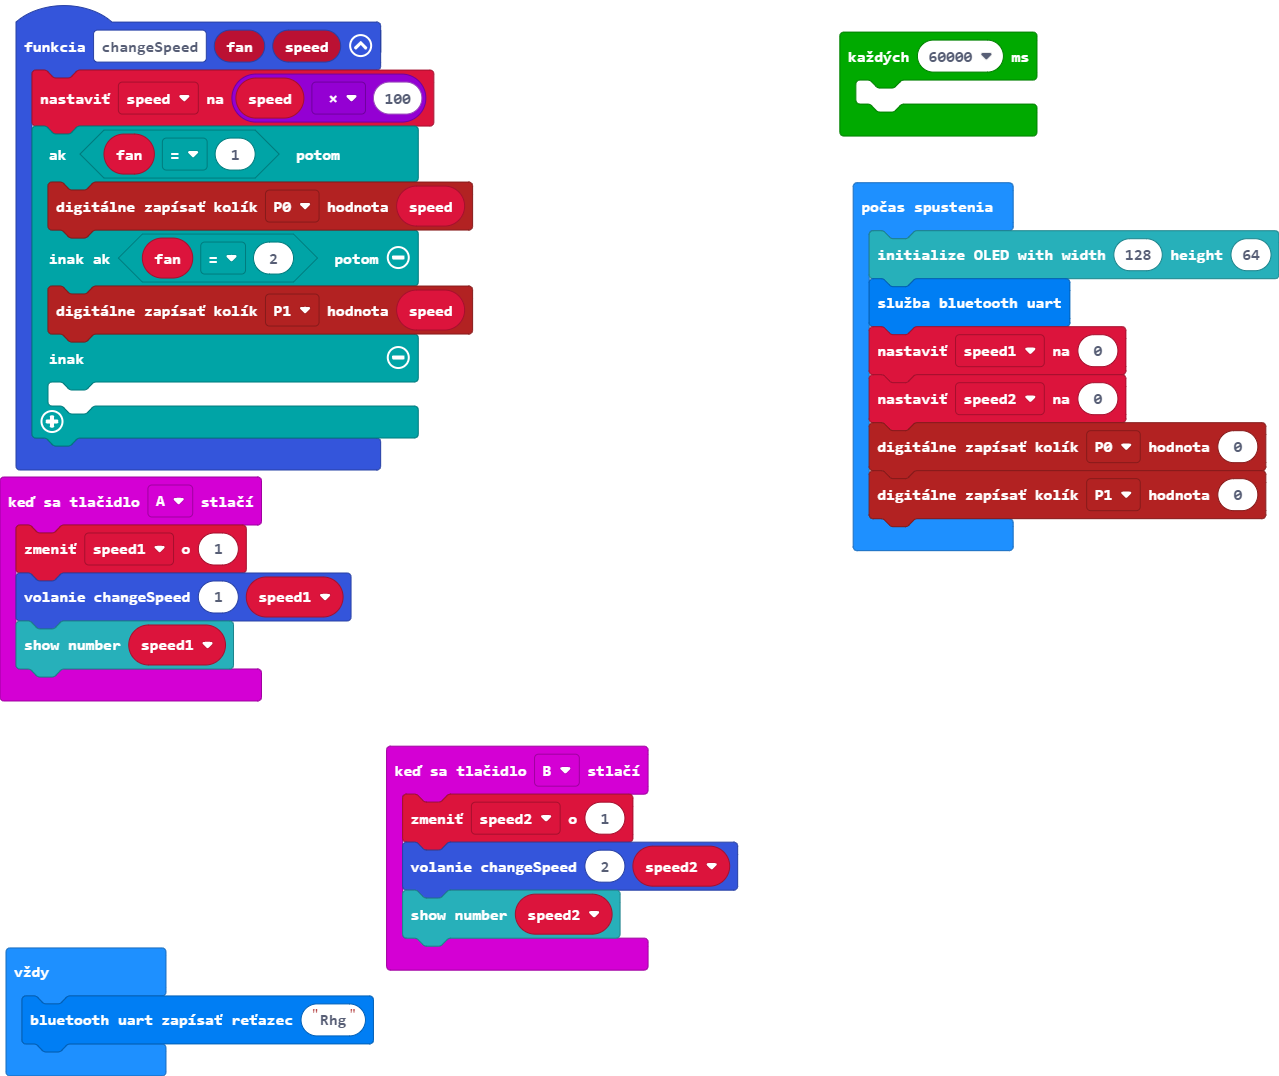 funkcia changeSpeed fan speed
nastaviť speed na speed × 100
ak fan = 1 potom
digitálne zapísať kolík P0 hodnota speed
inak ak fan = 2 potom
digitálne zapísať kolík P1 hodnota speed
inak
keď sa tlačidlo A stlačí
zmeniť speed1 o 1
volanie changeSpeed 1 speed1
show number speed1
keď sa tlačidlo B stlačí
zmeniť speed2 o 1
volanie changeSpeed 2 speed2
show number speed2
vždy
bluetooth uart zapísať reťazec "Rhg"
každých 60000 ms
počas spustenia
initialize OLED with width 128 height 64
služba bluetooth uart
nastaviť speed1 na 0
nastaviť speed2 na 0
digitálne zapísať kolík P0 hodnota 0
digitálne zapísať kolík P1 hodnota 0